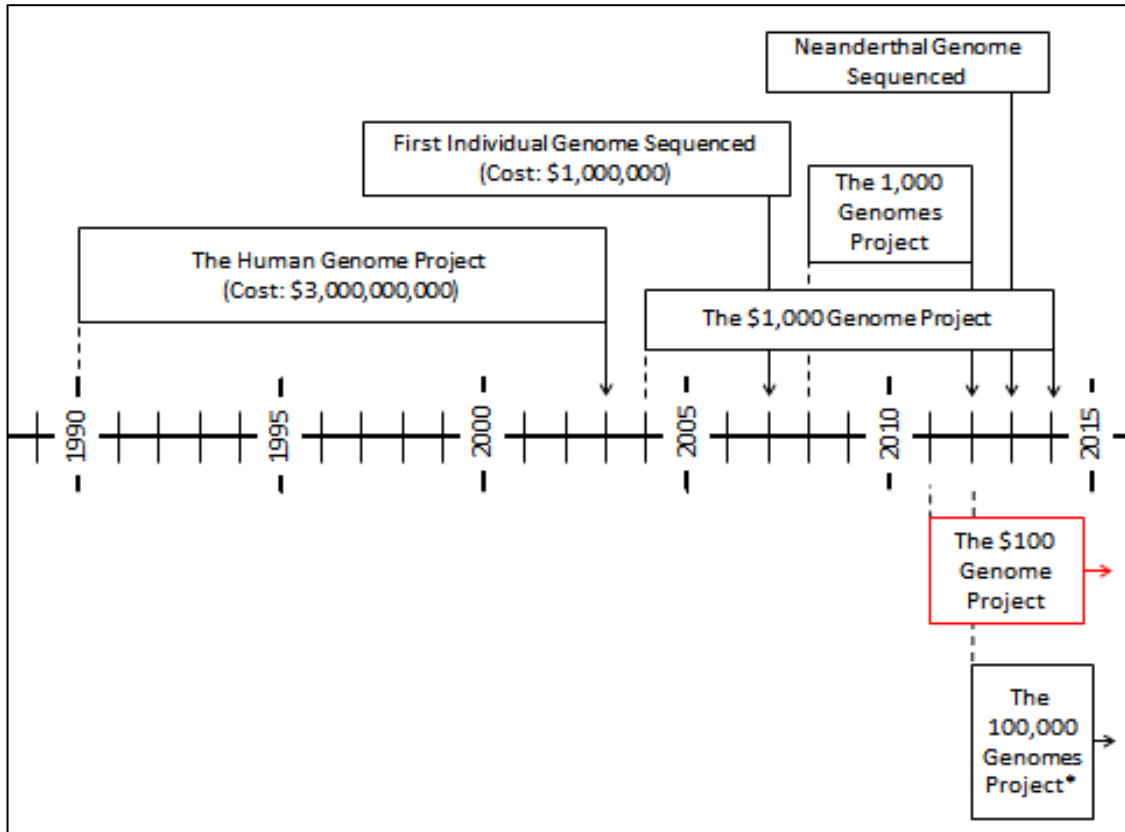 Neanderthal Genome
Sequenced
First Individual Genome Sequenced
(Cost: $1,000,000)
The 1,000
Genomes
Project
The Human Genome Project
(Cost: $3,000,000,000)
The $1,000 Genome Project
1990
1995
2000
2005
2010
2015
The $100
Genome
Project
The
100,000
Genomes
Project*